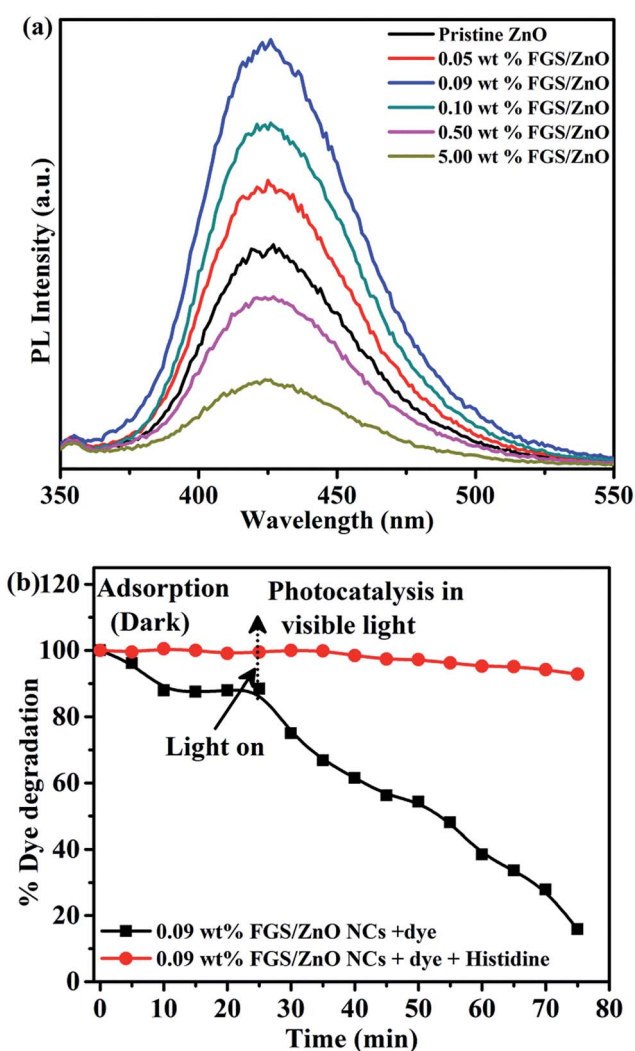 (a)
Pristine ZnO
0.05 wt % FGS/ZnO
0.09 wt % FGS/ZnO
0.10 wt % FGS/ZnO
0.50 wt % FGS/ZnO
5.00 wt % FGS/ZnO
PL Intensity (a.u.)
350 400 450 500 550
Wavelength (nm)
(b)
120
100
80
60
40
20
0
Adsorption
(Dark)
Photocatalysis in
visible light
Light on
% Dye degradation
0.09 wt% FGS/ZnO NCs +dye
0.09 wt% FGS/ZnO NCs + dye + Histidine
0 10 20 30 40 50 60 70 80
Time (min)